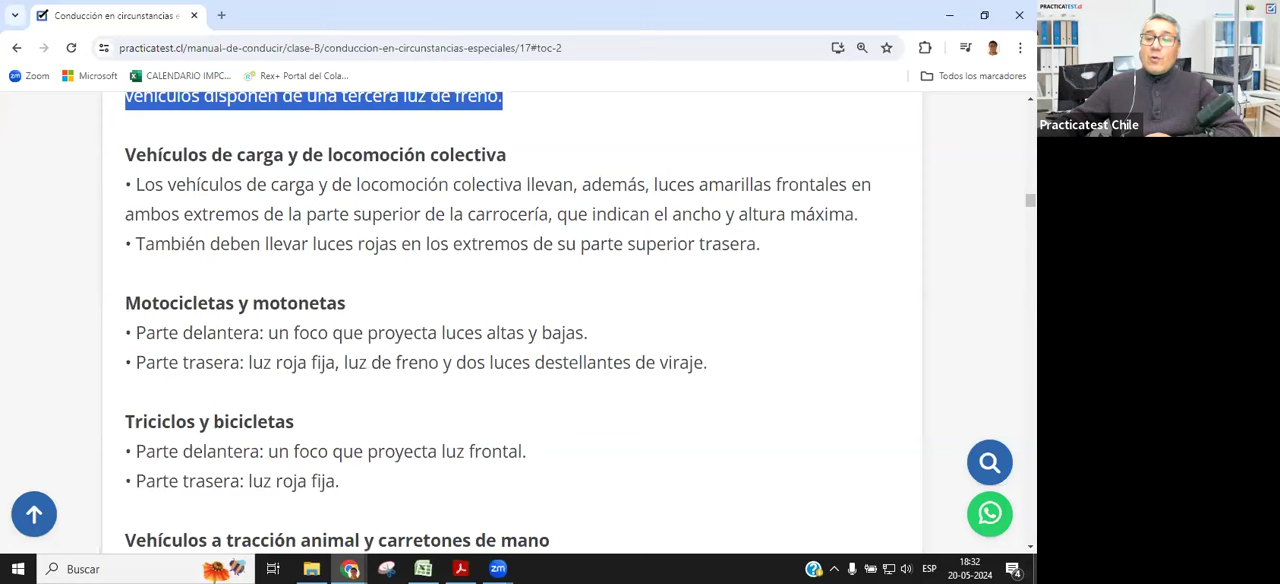 Conducción en circunstancias e
practicatest.cl/manual-de-conducir/clase-B/conduccion-en-circunstancias-especiales/17#toc-2
Zoom
Microsoft
CALENDARIO IMPC...
Rex+ Portal del Cola...
Todos los marcadores
vehículos disponen de una tercera luz de freno.
Vehículos de carga y de locomoción colectiva
• Los vehículos de carga y de locomoción colectiva llevan, además, luces amarillas frontales en
ambos extremos de la parte superior de la carrocería, que indican el ancho y altura máxima.
• También deben llevar luces rojas en los extremos de su parte superior trasera.
Motocicletas y motonetas
• Parte delantera: un foco que proyecta luces altas y bajas.
• Parte trasera: luz roja fija, luz de freno y dos luces destellantes de viraje.
Triciclos y bicicletas
• Parte delantera: un foco que proyecta luz frontal.
• Parte trasera: luz roja fija.
Vehículos a tracción animal y carretones de mano
PRACTICATEST.cl
Practicatest Chile
Buscar
zm
ESP
18:32
20-05-2024
4